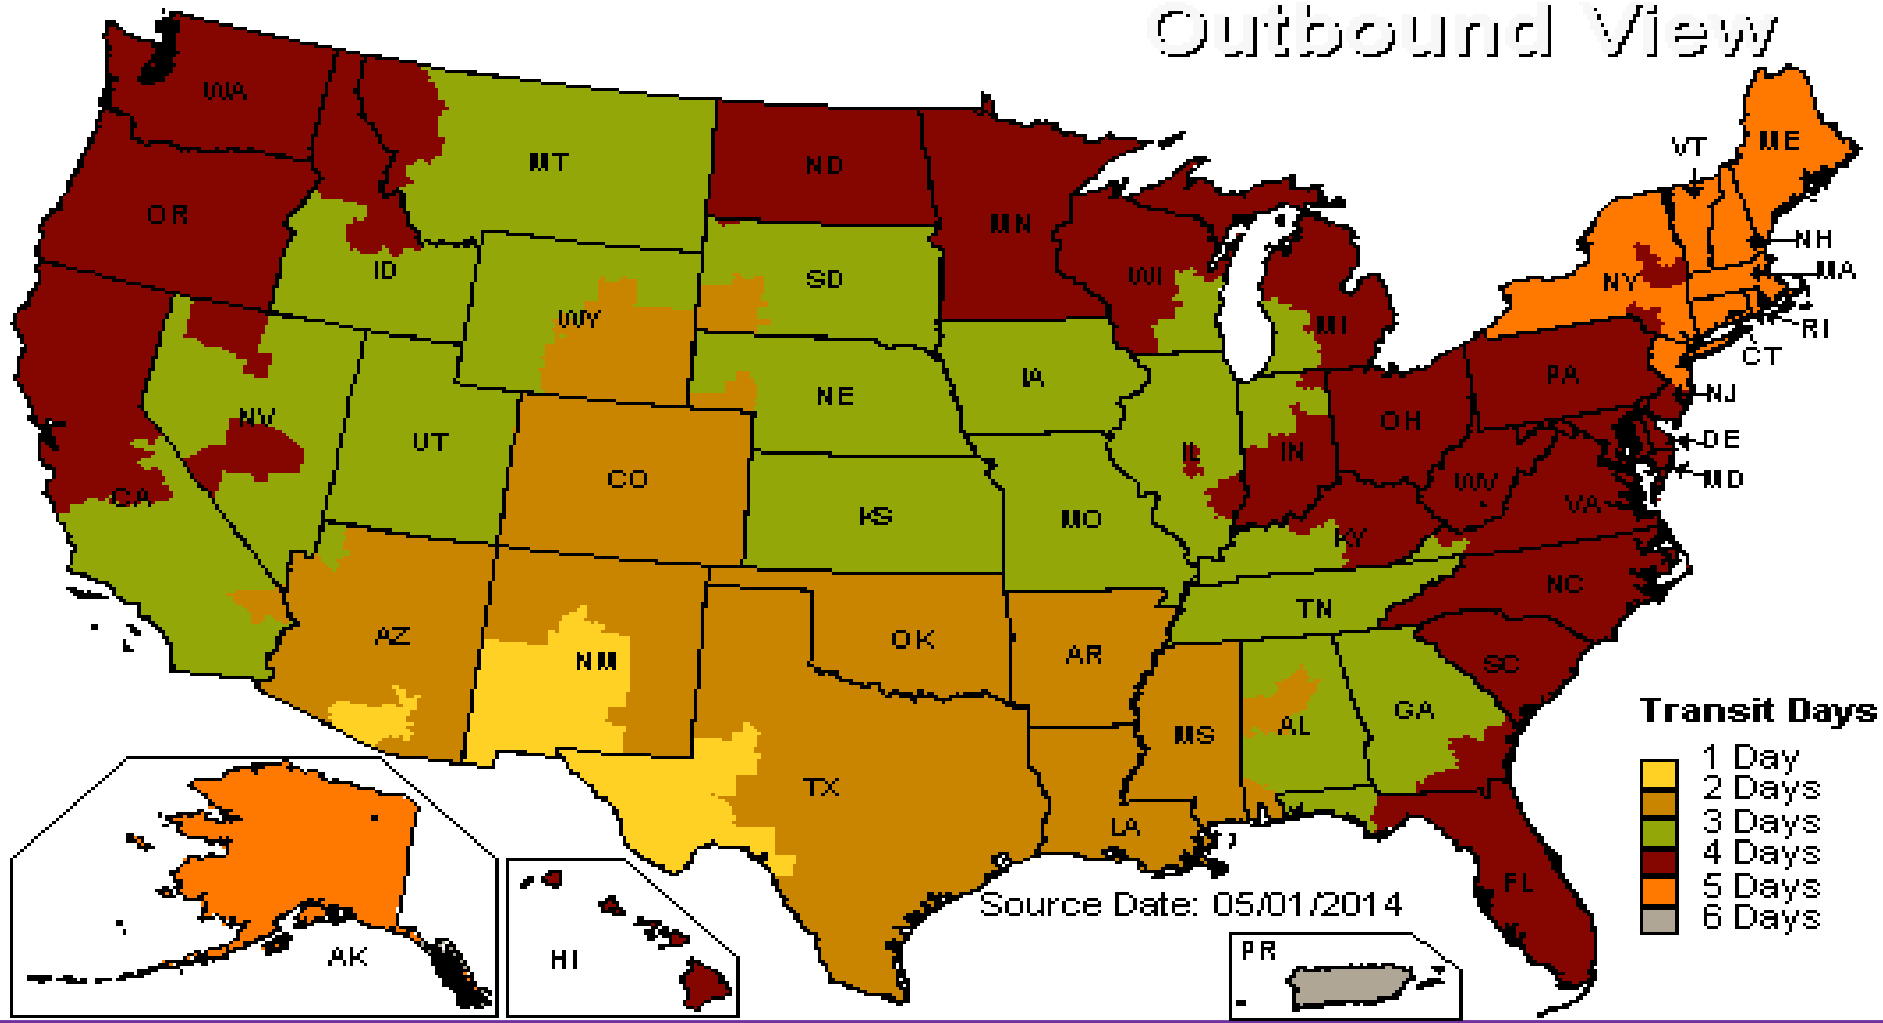 Outbound View
WA
MT
ND
MN
VT
ME
OR
ID
WY
SD
WI
MI
NY
NH
MA
RI
CT
NV
UT
CO
NE
IA
IL
IN
OH
PA
NJ
DE
MD
CA
KS
MO
KY
WV
VA
AZ
NM
OK
AR
TN
NC
SC
TX
LA
MS
AL
GA
FL
Transit Days
1 Day
2 Days
3 Days
4 Days
5 Days
6 Days
Source Date: 05/01/2014
AK
HI
PR